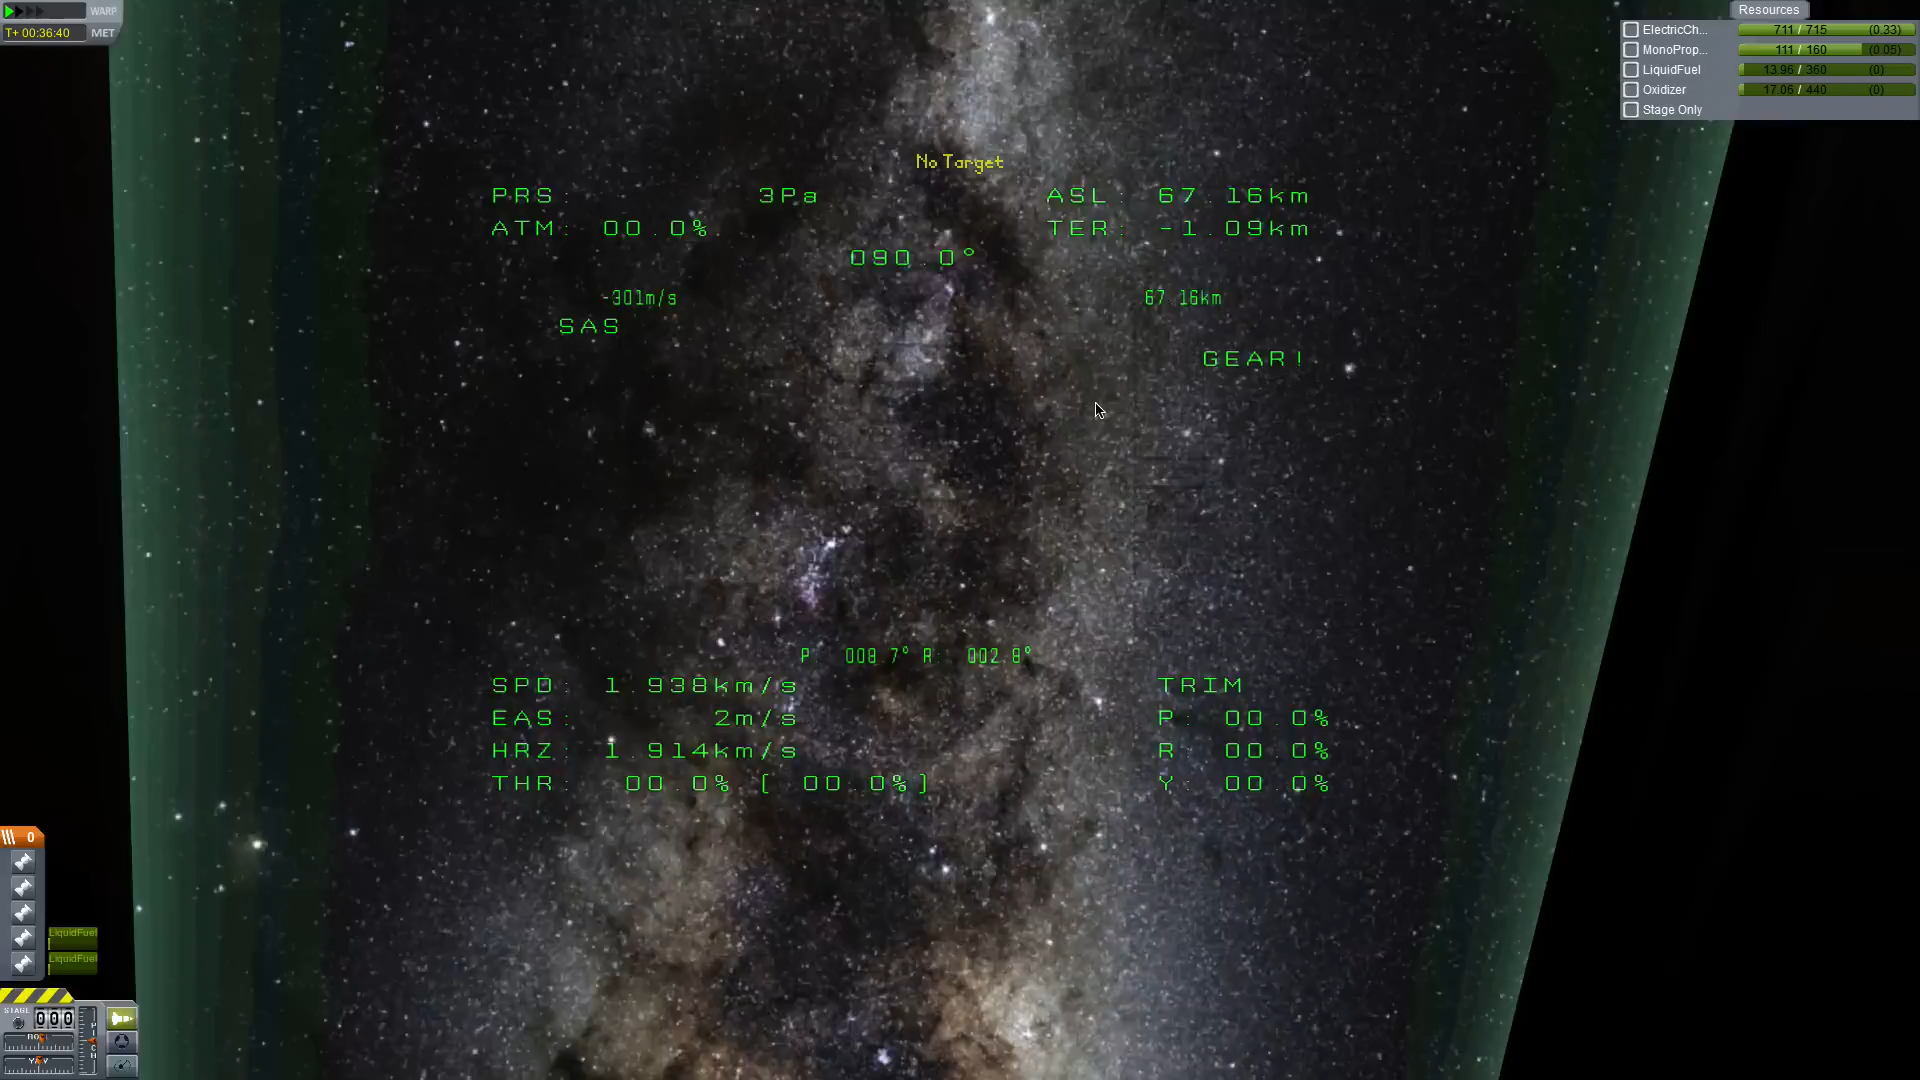 WARP
T+ 00:36:40 MET
Resources
ElectricCh... 711 / 715 (0.33)
MonoProp... 111 / 160 (0.05)
LiquidFuel 13.96 / 360 (0)
Oxidizer 17.06 / 440 (0)
Stage Only
No Target
PRS: 3Pa ASL: 67.16km
ATM: 00.0% TER: -1.09km
090.0°
-301m/s 67.16km
SAS
GEAR!
P: 008.7° R: 002.8°
SPD: 1.938km/s TRIM
EAS: 2m/s P: 00.0%
HRZ: 1.914km/s R: 00.0%
THR: 00.0% [ 00.0%] Y: 00.0%
0
LiquidFuel
LiquidFuel
STAGE 000
ROLL
YAW
PITCH